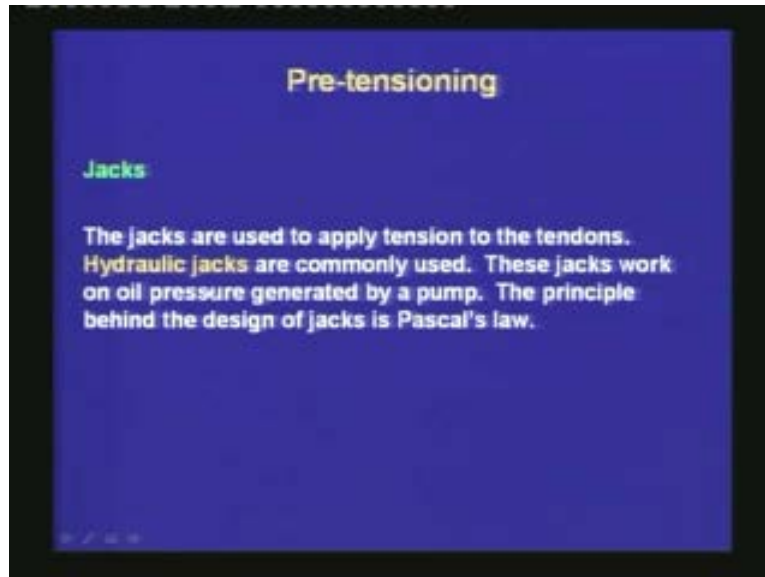 Pre-tensioning
Jacks
The jacks are used to apply tension to the tendons.
Hydraulic jacks are commonly used. These jacks work
on oil pressure generated by a pump. The principle
behind the design of jacks is Pascal's law.